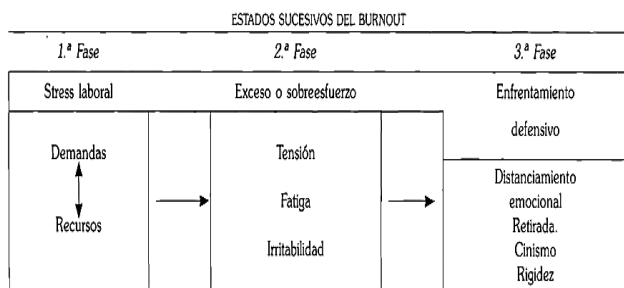 ESTADOS SUCESIVOS DEL BURNOUT
1.ª Fase 2.ª Fase 3.ª Fase
Stress laboral Exceso o sobreesfuerzo Enfrentamiento
defensivo
Demandas
Recursos
Tensión
Fatiga
Irritabilidad
Distanciamiento
emocional
Retirada.
Cinismo
Rigidez